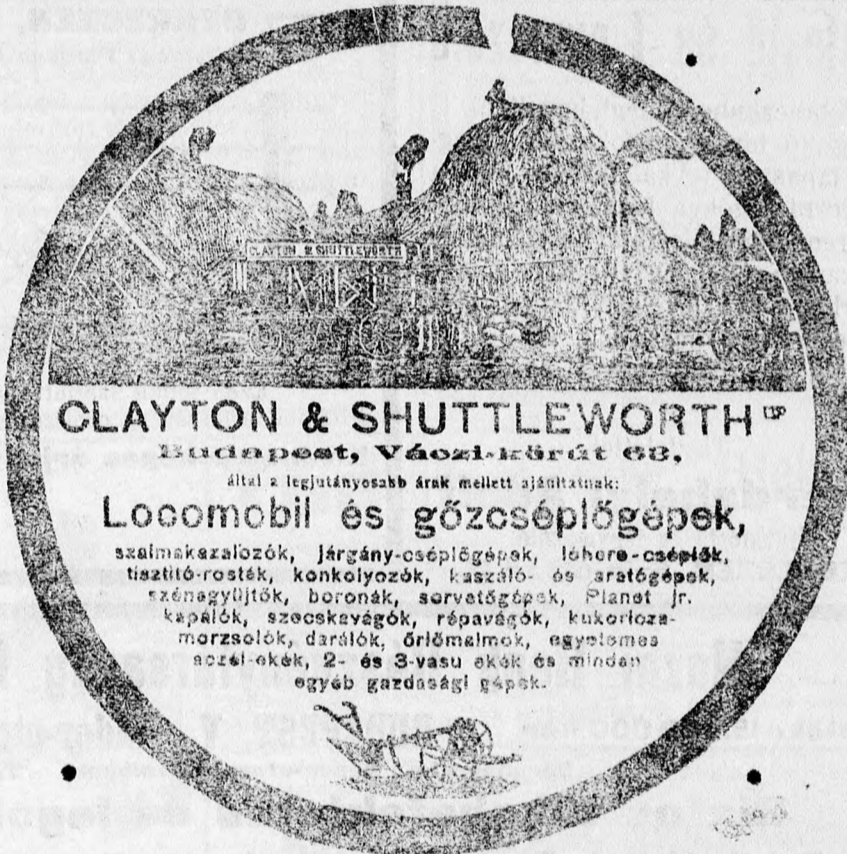 CLAYTON & SHUTTLEWORTH
CLAYTON & SHUTTLEWORTH LTD
Budapest, Váczi-körút 63.
által a legjutányosabb árak mellett ajánltatnak:
Locomobil és gőzcséplőgépek,
szalmakazalozók, járgány-cséplőgépek, lóhere-cséplők,
tisztító-rosták, konkolyozók, kaszáló- és aratógépek,
szénagyüjtők, boronák, sorvetőgépek, Planet jr.
kapálók, szecskavágók, répavágók, kukoricza-
morzsolók, darálók, őrlőmalmok, egyetemes
aczél-ekék, 2- és 3-vasu ekék és minden
egyéb gazdasági gépek.